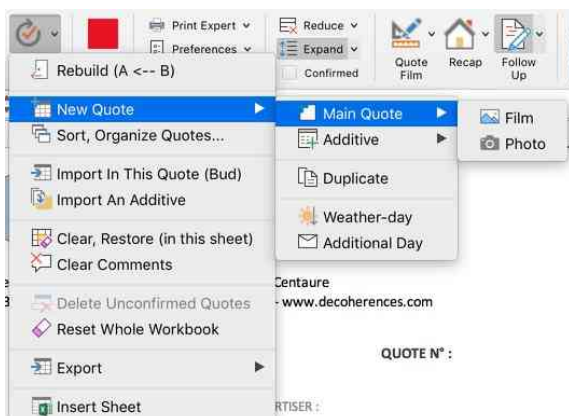 Print Expert
Reduce
Preferences
Expand
Confirmed
Quote Film
Recap
Follow Up
Rebuild (A <-- B)
New Quote
Sort, Organize Quotes...
Import In This Quote (Bud)
Import An Additive
Clear, Restore (in this sheet)
Clear Comments
Delete Unconfirmed Quotes
Reset Whole Workbook
Export
Insert Sheet
Main Quote
Additive
Duplicate
Weather-day
Additional Day
Film
Photo
Centaure
- www.decoherences.com
QUOTE N° :
RTISER :